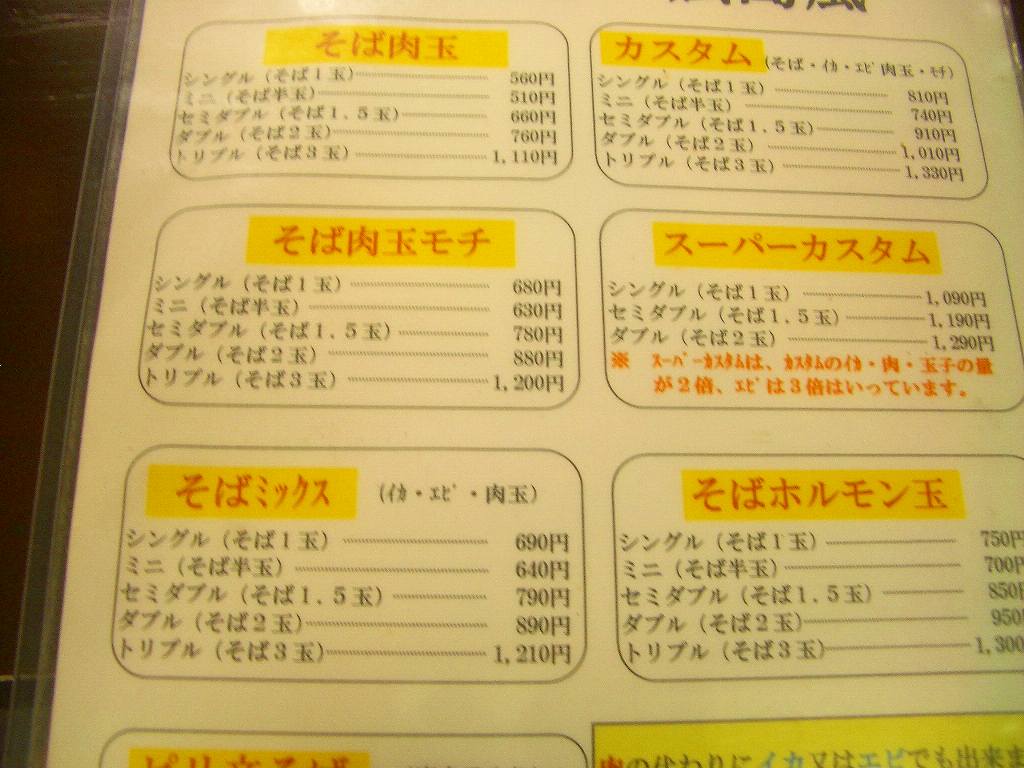 そば肉玉
シングル（そば１玉） 560円
ミニ（そば半玉） 510円
セミダブル（そば１．５玉） 660円
ダブル（そば２玉） 760円
トリプル（そば３玉） 1,110円
カスタム（そば・ｲｶ・ｴﾋﾞ肉玉・ﾓﾁ）
シングル（そば１玉） 810円
ミニ（そば半玉） 740円
セミダブル（そば１．５玉） 910円
ダブル（そば２玉） 1,010円
トリプル（そば３玉） 1,330円
そば肉玉モチ
シングル（そば１玉） 680円
ミニ（そば半玉） 630円
セミダブル（そば１．５玉） 780円
ダブル（そば２玉） 880円
トリプル（そば３玉） 1,200円
スーパーカスタム
シングル（そば１玉） 1,090円
セミダブル（そば１．５玉） 1,190円
ダブル（そば２玉） 1,290円
※ ｽｰﾊﾟｰｶｽﾀﾑは、ｶｽﾀﾑのｲｶ・肉・玉子の量
が２倍、ｴﾋﾞは３倍はいっています。
そばﾐｯｸｽ （ｲｶ・ｴﾋﾞ・肉玉）
シングル（そば１玉） 690円
ミニ（そば半玉） 640円
セミダブル（そば１．５玉） 790円
ダブル（そば２玉） 890円
トリプル（そば３玉） 1,210円
そばホルモン玉
シングル（そば１玉） 750円
ミニ（そば半玉） 700円
セミダブル（そば１．５玉） 850円
ダブル（そば２玉） 950円
トリプル（そば３玉） 1,300
肉の代わりにイカ又はエビでも出来ま